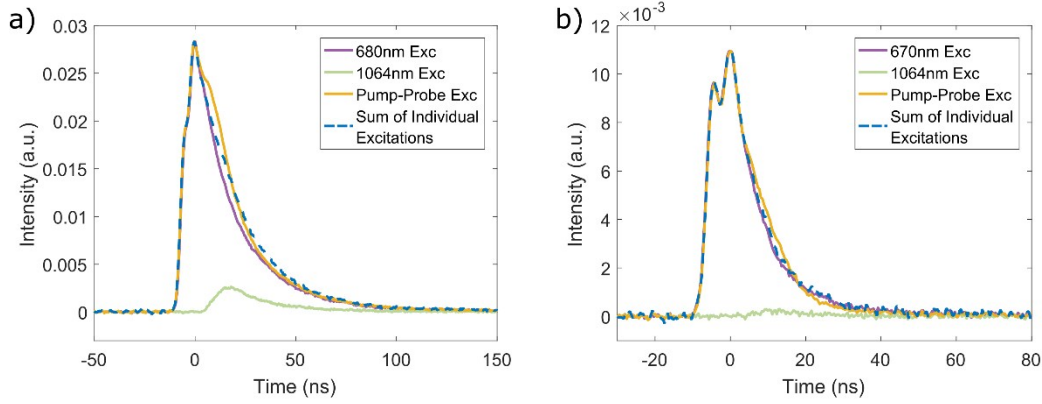 a)
0.03
0.025
0.02
0.015
0.01
0.005
0
Intensity (a.u.)
-50
0
50
100
150
Time (ns)
680nm Exc
1064nm Exc
Pump-Probe Exc
Sum of Individual
Excitations
b)
×10-3
12
10
8
6
4
2
0
Intensity (a.u.)
-20
0
20
40
60
80
Time (ns)
670nm Exc
1064nm Exc
Pump-Probe Exc
Sum of Individual
Excitations